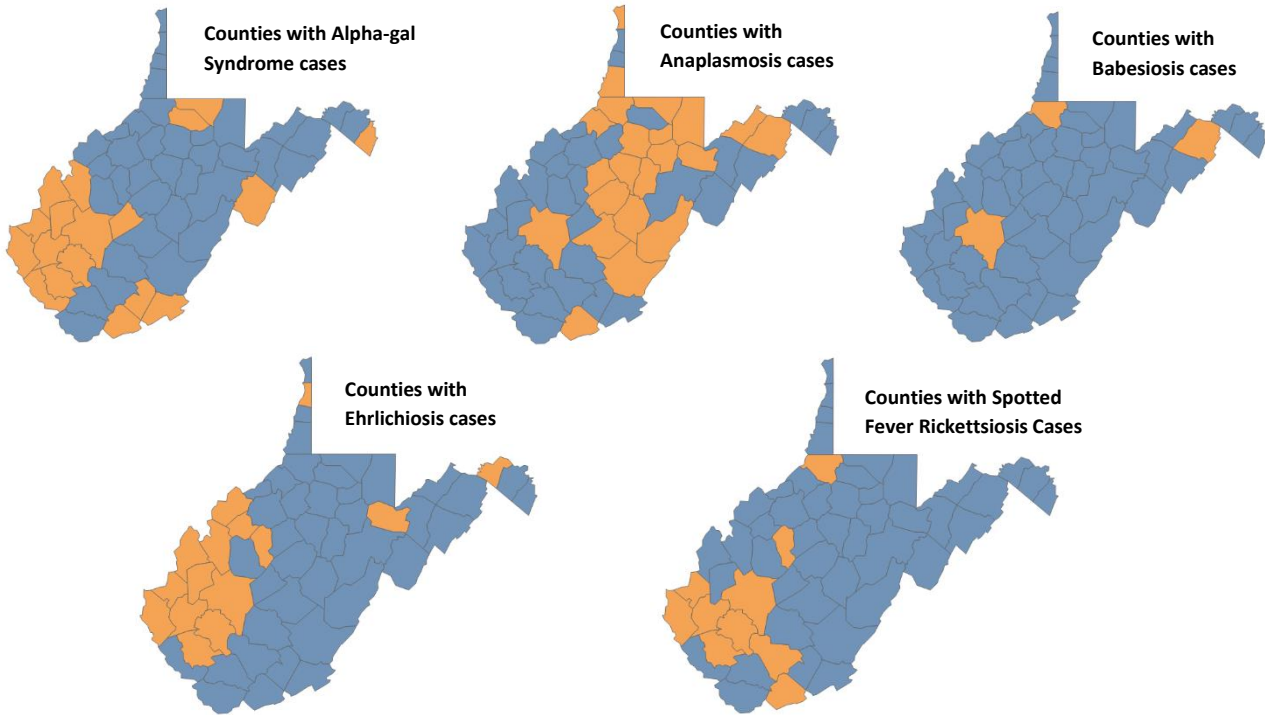 Counties with Alpha-gal
Syndrome cases
Counties with
Anaplasmosis cases
Counties with
Babesiosis cases
Counties with
Ehrlichiosis cases
Counties with Spotted
Fever Rickettsiosis Cases